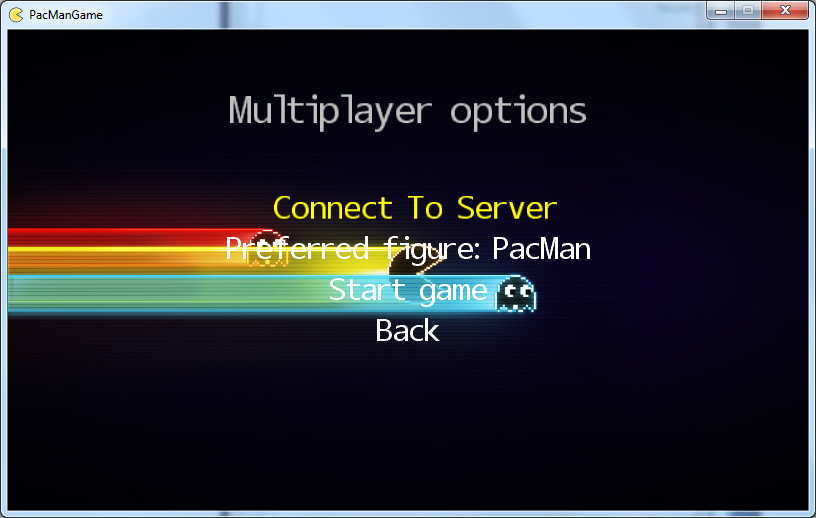 PacManGame
Multiplayer options
Connect To Server
Preferred figure: PacMan
Start game
Back